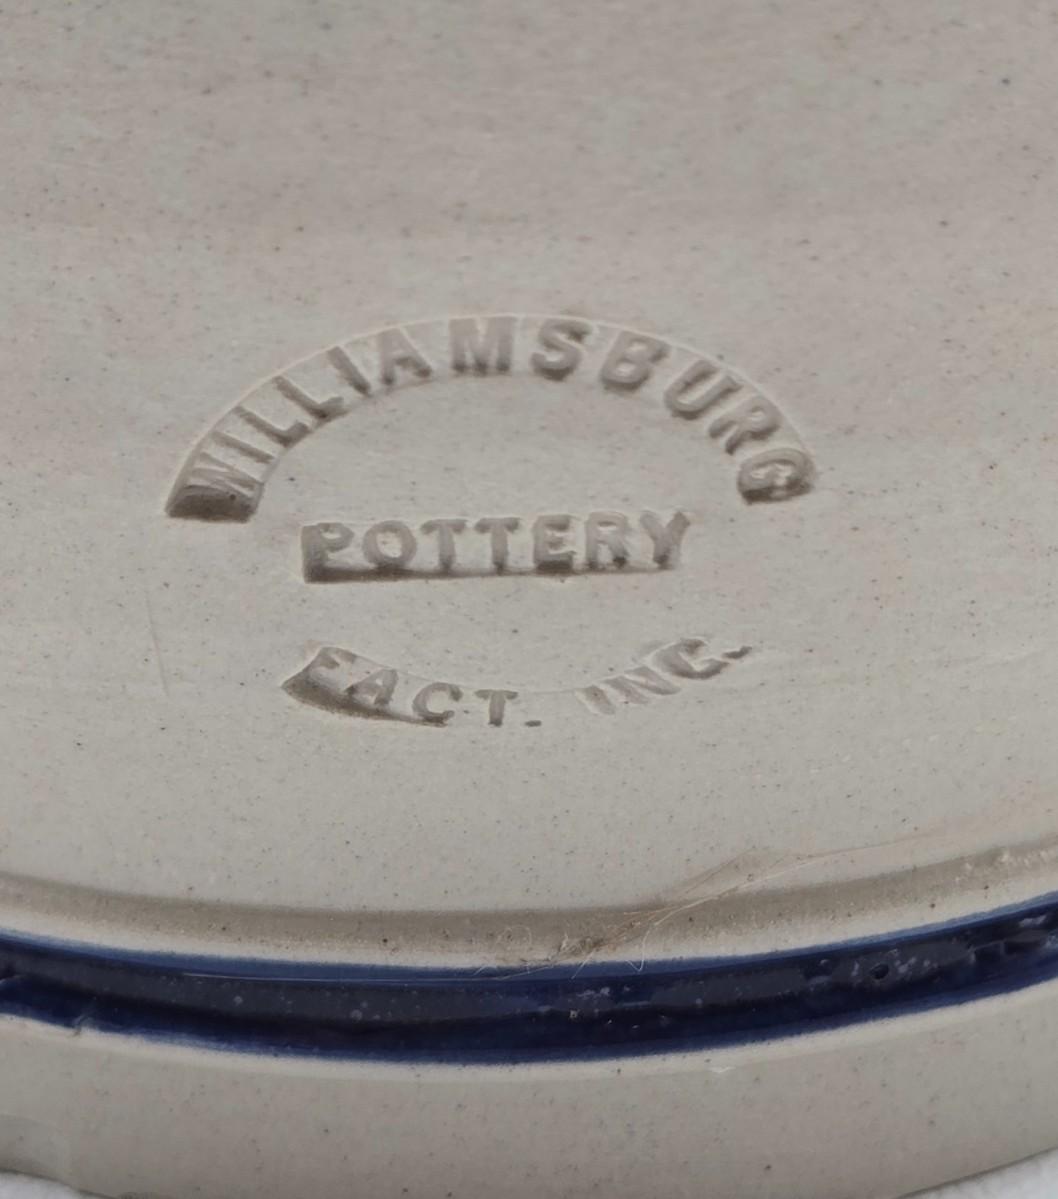 WILLIAMSBURG
POTTERY
FACT. INC.